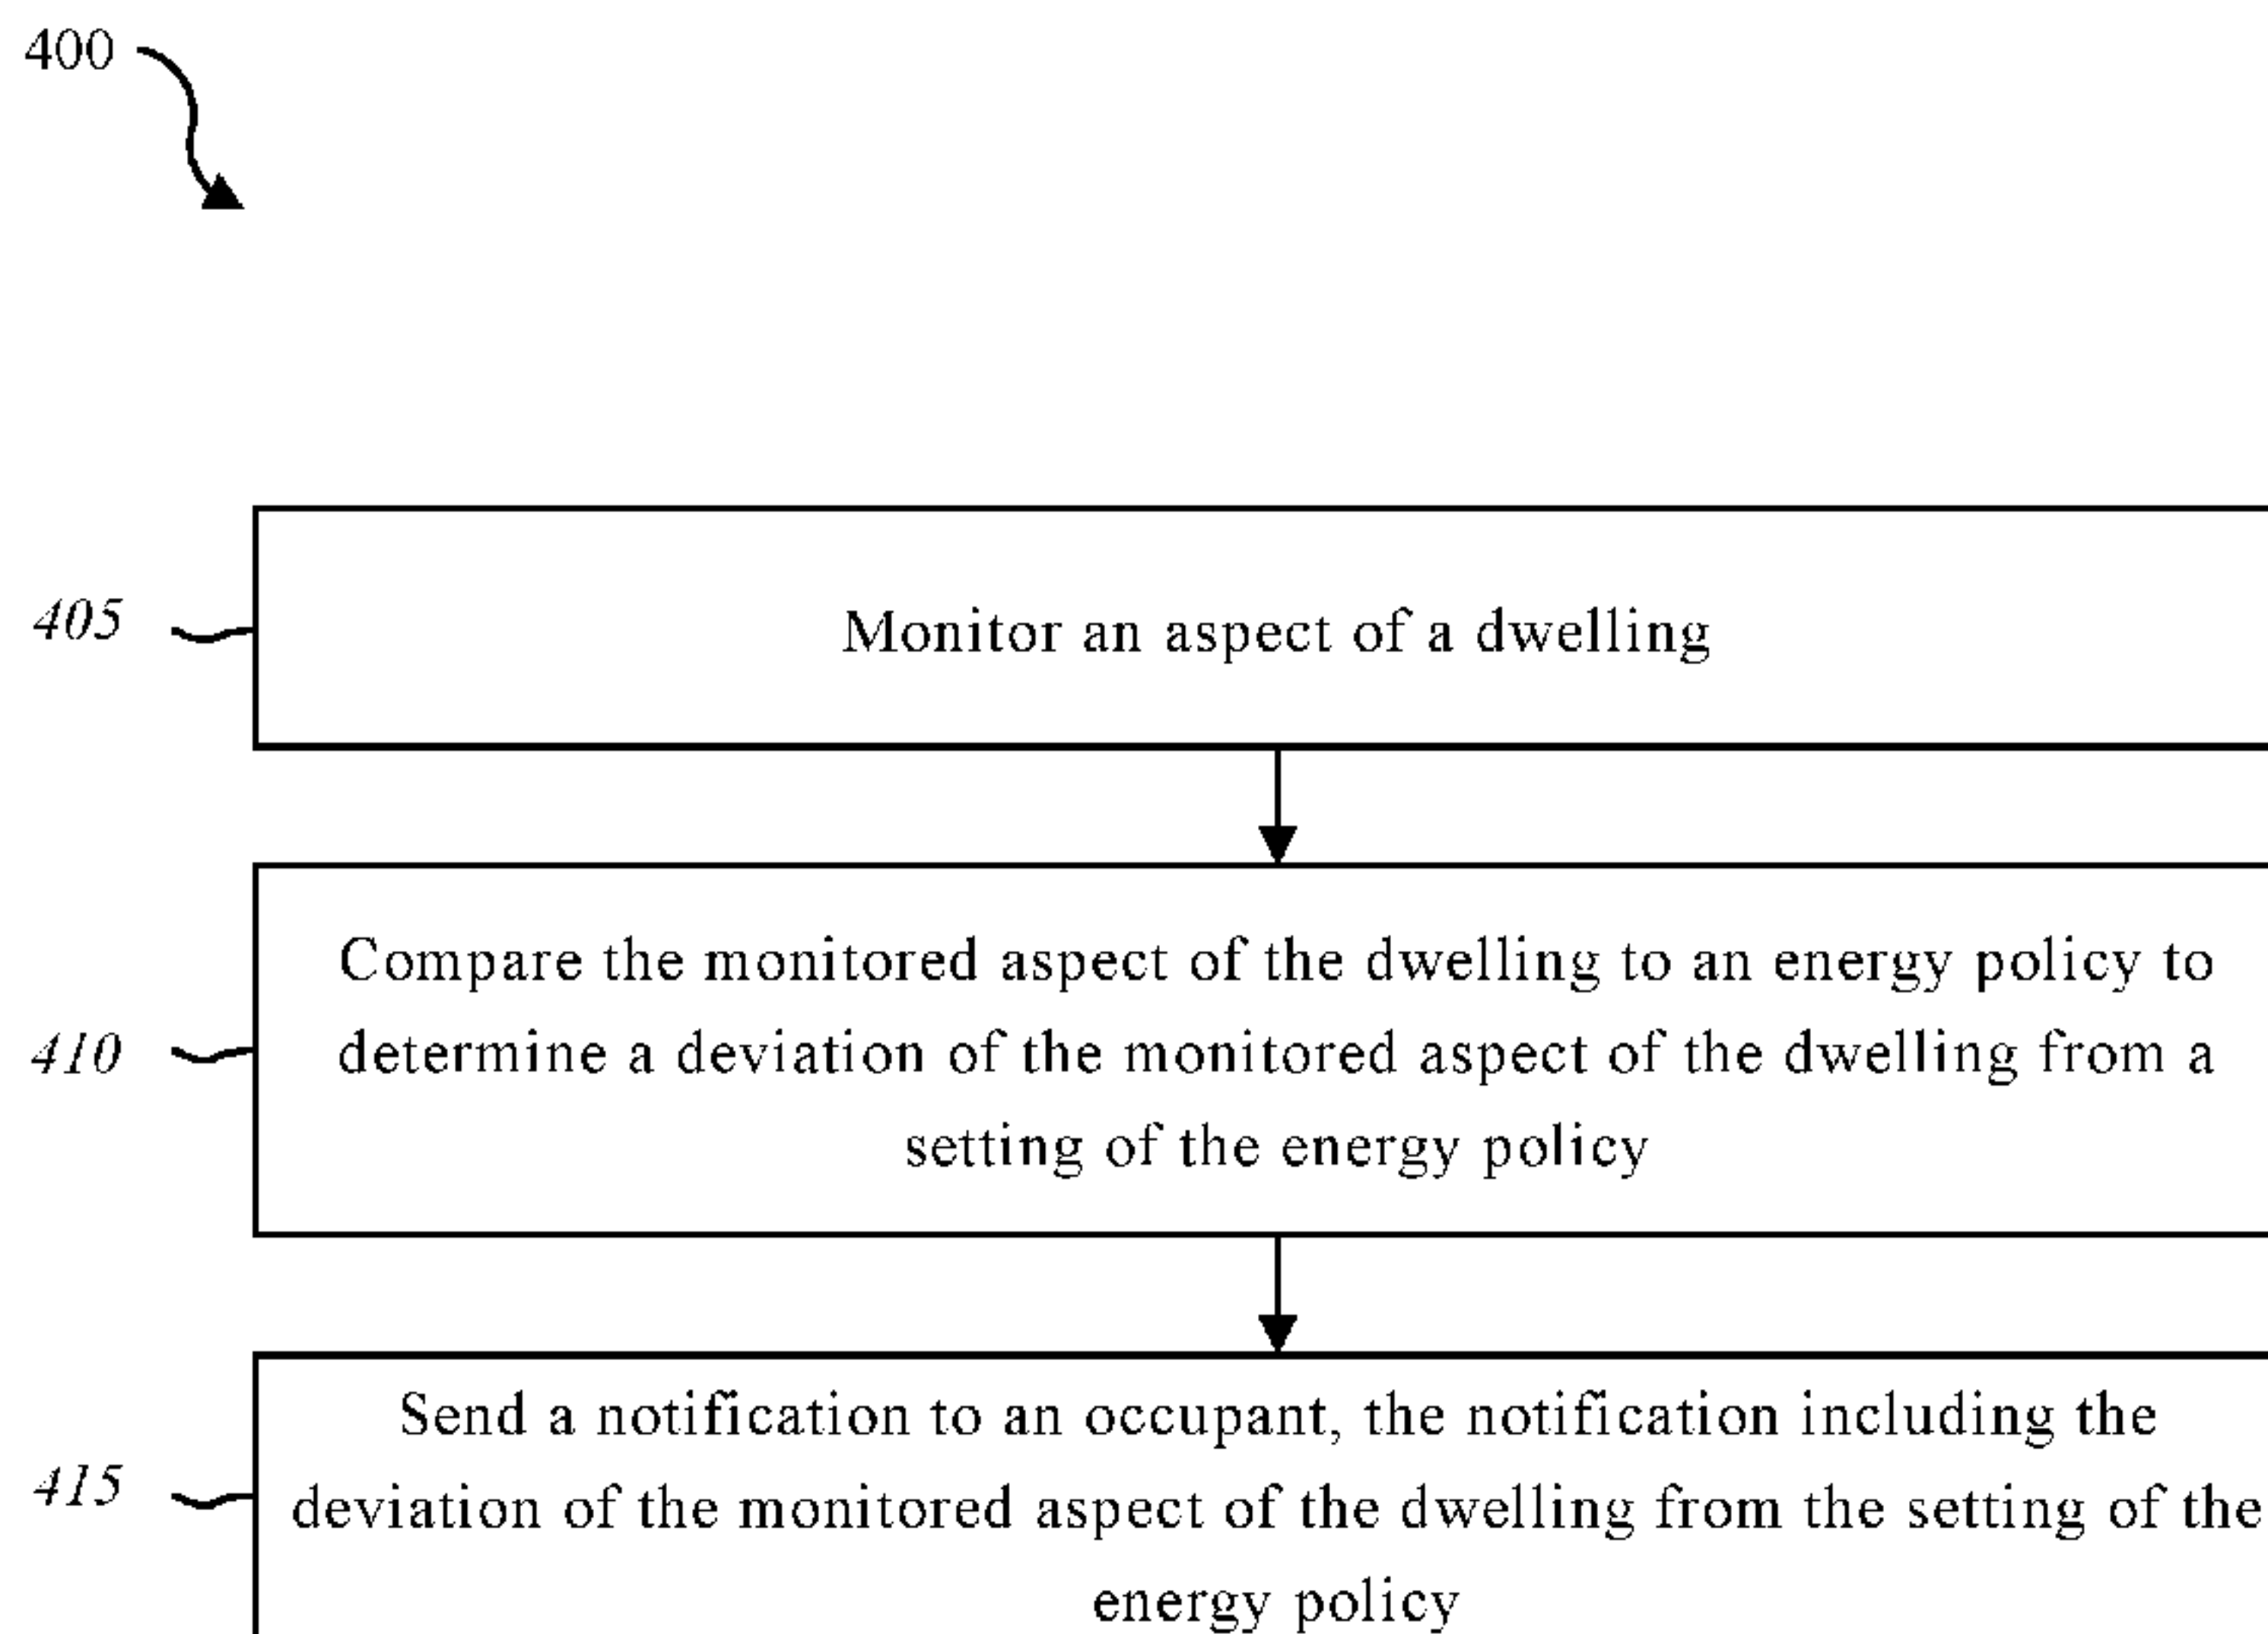 400
405
Monitor an aspect of a dwelling
410
Compare the monitored aspect of the dwelling to an energy policy to
determine a deviation of the monitored aspect of the dwelling from a
setting of the energy policy
415
Send a notification to an occupant, the notification including the
deviation of the monitored aspect of the dwelling from the setting of the
energy policy